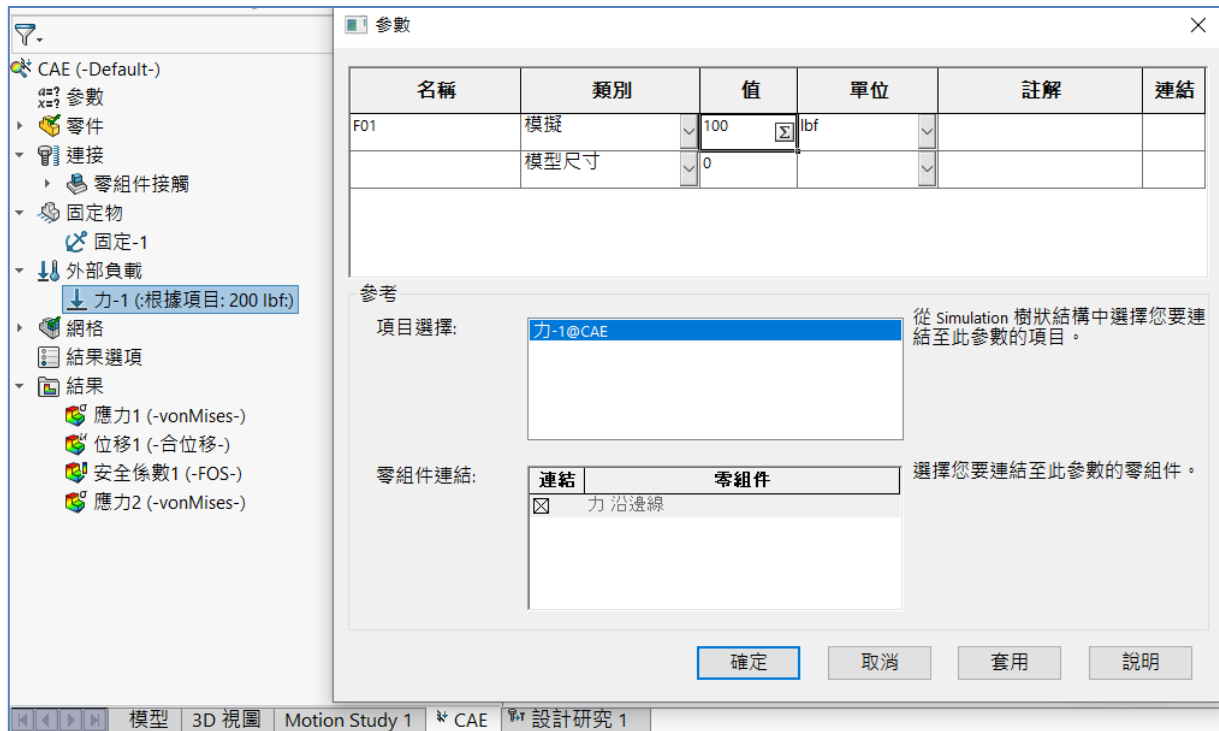 參數
CAE (-Default-)
參數
零件
連接
零組件接觸
固定物
固定-1
外部負載
力-1 (:根據項目: 200 lbf:)
網格
結果選項
結果
應力1 (-vonMises-)
位移1 (-合位移-)
安全係數1 (-FOS-)
應力2 (-vonMises-)
名稱 類別 值 單位 註解 連結
F01 模擬 100 Σ lbf
模型尺寸 0
參考
項目選擇:
力-1@CAE
從 Simulation 樹狀結構中選擇您要連
結至此參數的項目。
零組件連結:
連結 零組件
力 沿邊線
選擇您要連結至此參數的零組件。
確定 取消 套用 說明
模型 3D 視圖 Motion Study 1 CAE 設計研究 1